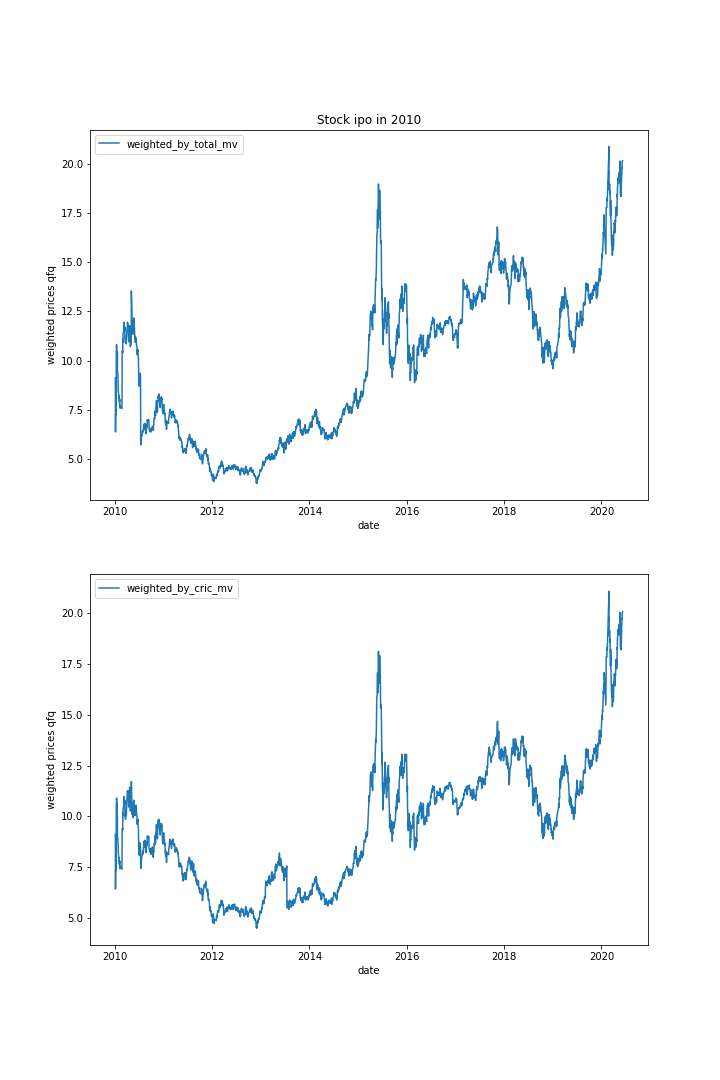 Stock ipo in 2010
weighted_by_total_mv
20.0
17.5
15.0
12.5
10.0
7.5
5.0
weighted prices qfq
2010 2012 2014 2016 2018 2020
date
weighted_by_cric_mv
20.0
17.5
15.0
12.5
10.0
7.5
5.0
weighted prices qfq
2010 2012 2014 2016 2018 2020
date